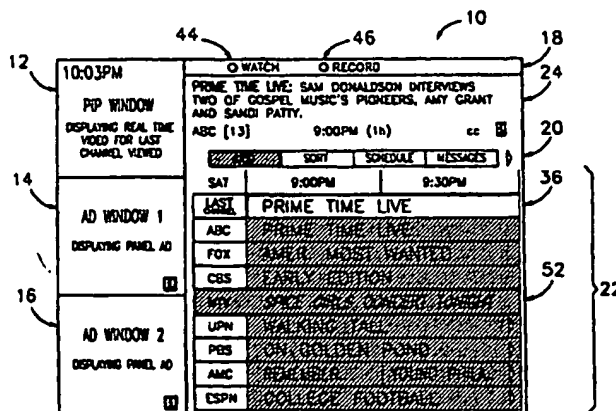 10
44
46
12
10:03PM
WATCH
RECORD
18
24
PIP WINDOW
DISPLAYING REAL TIME
VIDEO FOR LAST
CHANNEL VIEWED
PRIME TIME LIVE; SAM DONALDSON INTERVIEWS
TWO OF GOSPEL MUSIC'S PIONEERS, AMY GRANT
AND SANDI PATTY.
ABC [13] 9:00PM (1h) cc
20
SORT SCHEDULE MESSAGES
14
SAT 9:00PM 9:30PM
36
AD WINDOW 1
DISPLAYING PANEL AD
LAST
PRIME TIME LIVE
ABC PRIME TIME LIVE
FOX AMER. MOST WANTED
CBS EARLY EDITION
MTV SPICE GIRLS CONCERT TONIGHT
52
22
16
AD WINDOW 2
DISPLAYING PANEL AD
UPN WALKING TALL
PBS ON GOLDEN POND
AMC REMEMBER YOUNG PHILA.
ESPN COLLEGE FOOTBALL